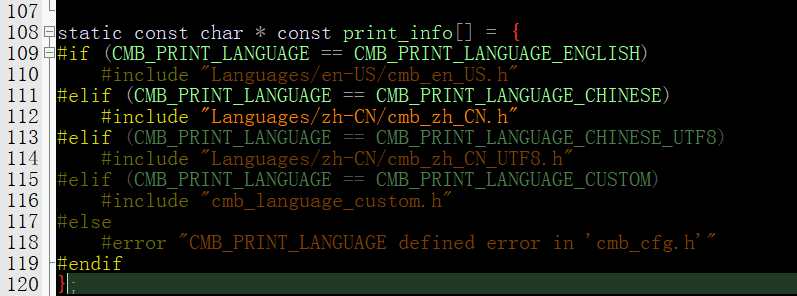 107
108 static const char * const print_info[] = {
109 #if (CMB_PRINT_LANGUAGE == CMB_PRINT_LANGUAGE_ENGLISH)
110     #include "Languages/en-US/cmb_en_US.h"
111 #elif (CMB_PRINT_LANGUAGE == CMB_PRINT_LANGUAGE_CHINESE)
112     #include "Languages/zh-CN/cmb_zh_CN.h"
113 #elif (CMB_PRINT_LANGUAGE == CMB_PRINT_LANGUAGE_CHINESE_UTF8)
114     #include "Languages/zh-CN/cmb_zh_CN_UTF8.h"
115 #elif (CMB_PRINT_LANGUAGE == CMB_PRINT_LANGUAGE_CUSTOM)
116     #include "cmb_language_custom.h"
117 #else
118     #error "CMB_PRINT_LANGUAGE defined error in 'cmb_cfg.h'"
119 #endif
120 };